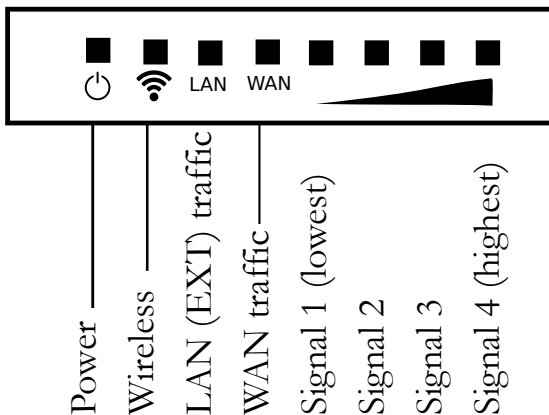 LAN
WAN
Power
Wireless
LAN (EXT) traffic
WAN traffic
Signal 1 (lowest)
Signal 2
Signal 3
Signal 4 (highest)